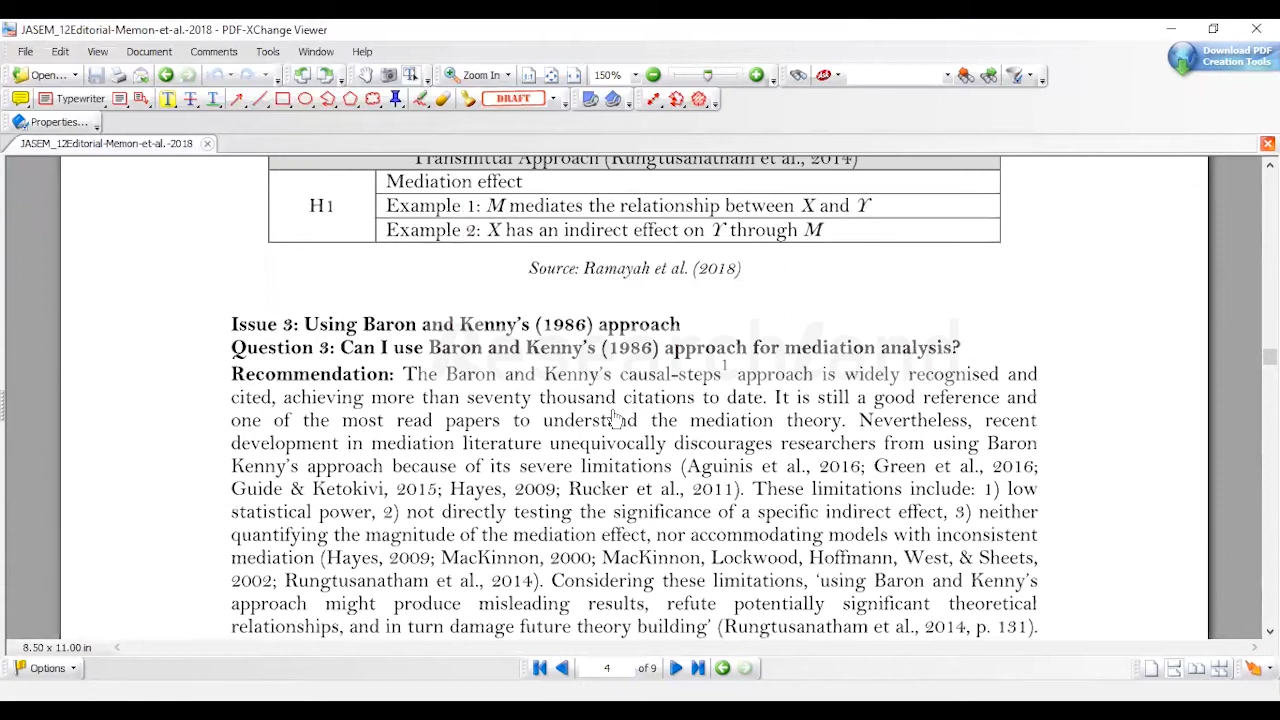 JASEM_12Editorial-Memon-et-al.-2018 - PDF-XChange Viewer
File Edit View Document Comments Tools Window Help
Download PDF
Creation Tools
Open... Zoom In 150%
Typewriter DRAFT
Properties...
JASEM_12Editorial-Memon-et-al.-2018
Transmittal Approach (Rungtusanatham et al., 2014)
Mediation effect
H1
Example 1: M mediates the relationship between X and Y
Example 2: X has an indirect effect on Y through M
Source: Ramayah et al. (2018)
Issue 3: Using Baron and Kenny's (1986) approach
Question 3: Can I use Baron and Kenny's (1986) approach for mediation analysis?
Recommendation: The Baron and Kenny's causal-steps1 approach is widely recognised and
cited, achieving more than seventy thousand citations to date. It is still a good reference and
one of the most read papers to understand the mediation theory. Nevertheless, recent
development in mediation literature unequivocally discourages researchers from using Baron
Kenny's approach because of its severe limitations (Aguinis et al., 2016; Green et al., 2016;
Guide & Ketokivi, 2015; Hayes, 2009; Rucker et al., 2011). These limitations include: 1) low
statistical power, 2) not directly testing the significance of a specific indirect effect, 3) neither
quantifying the magnitude of the mediation effect, nor accommodating models with inconsistent
mediation (Hayes, 2009; MacKinnon, 2000; MacKinnon, Lockwood, Hoffmann, West, & Sheets,
2002; Rungtusanatham et al., 2014). Considering these limitations, 'using Baron and Kenny's
approach might produce misleading results, refute potentially significant theoretical
relationships, and in turn damage future theory building' (Rungtusanatham et al., 2014, p. 131).
8.50 x 11.00 in
Options 4 of 9